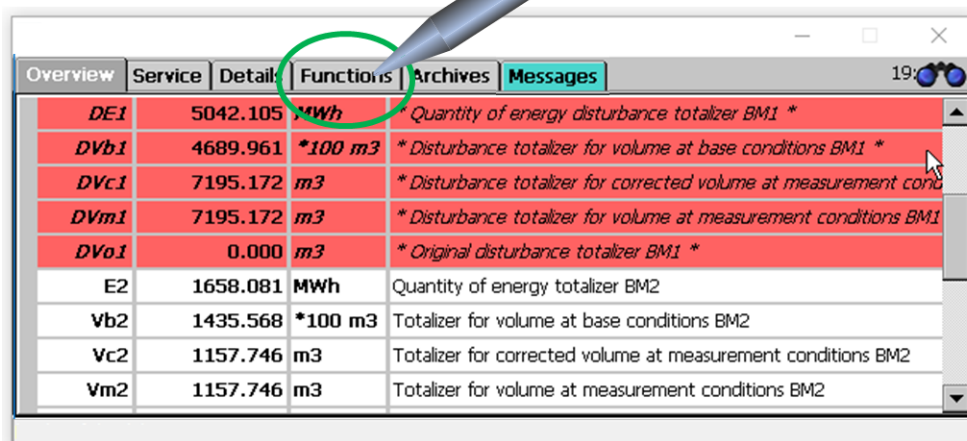 Overview Service Details Functions Archives Messages 19:
DE1 5042.105 MWh * Quantity of energy disturbance totalizer BM1 *
DVb1 4689.961 *100 m3 * Disturbance totalizer for volume at base conditions BM1 *
DVc1 7195.172 m3 * Disturbance totalizer for corrected volume at measurement
DVm1 7195.172 m3 * Disturbance totalizer for volume at measurement conditions BM1
DVo1 0.000 m3 * Original disturbance totalizer BM1 *
E2 1658.081 MWh Quantity of energy totalizer BM2
Vb2 1435.568 *100 m3 Totalizer for volume at base conditions BM2
Vc2 1157.746 m3 Totalizer for corrected volume at measurement conditions BM2
Vm2 1157.746 m3 Totalizer for volume at measurement conditions BM2